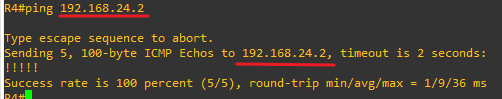 R4#ping 192.168.24.2
Type escape sequence to abort.
Sending 5, 100-byte ICMP Echos to 192.168.24.2, timeout is 2 seconds:
!!!!!
Success rate is 100 percent (5/5), round-trip min/avg/max = 1/9/36 ms
R4#